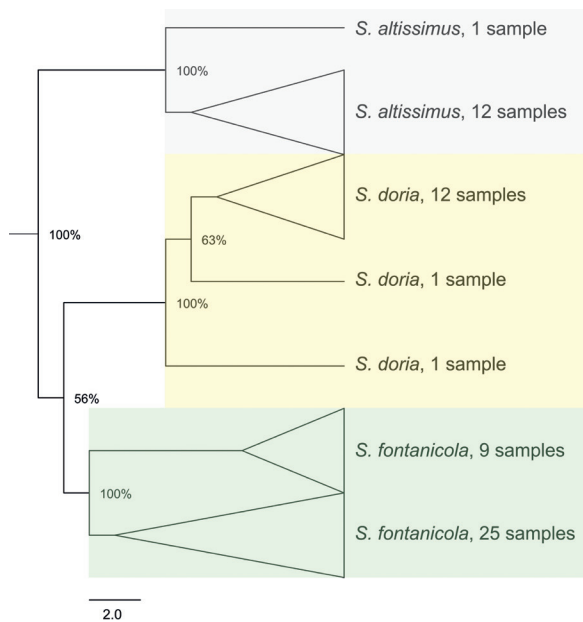 S. altissimus, 1 sample
100%
S. altissimus, 12 samples
S. doria, 12 samples
100%
63%
S. doria, 1 sample
100%
S. doria, 1 sample
56%
S. fontanicola, 9 samples
100%
S. fontanicola, 25 samples
2.0